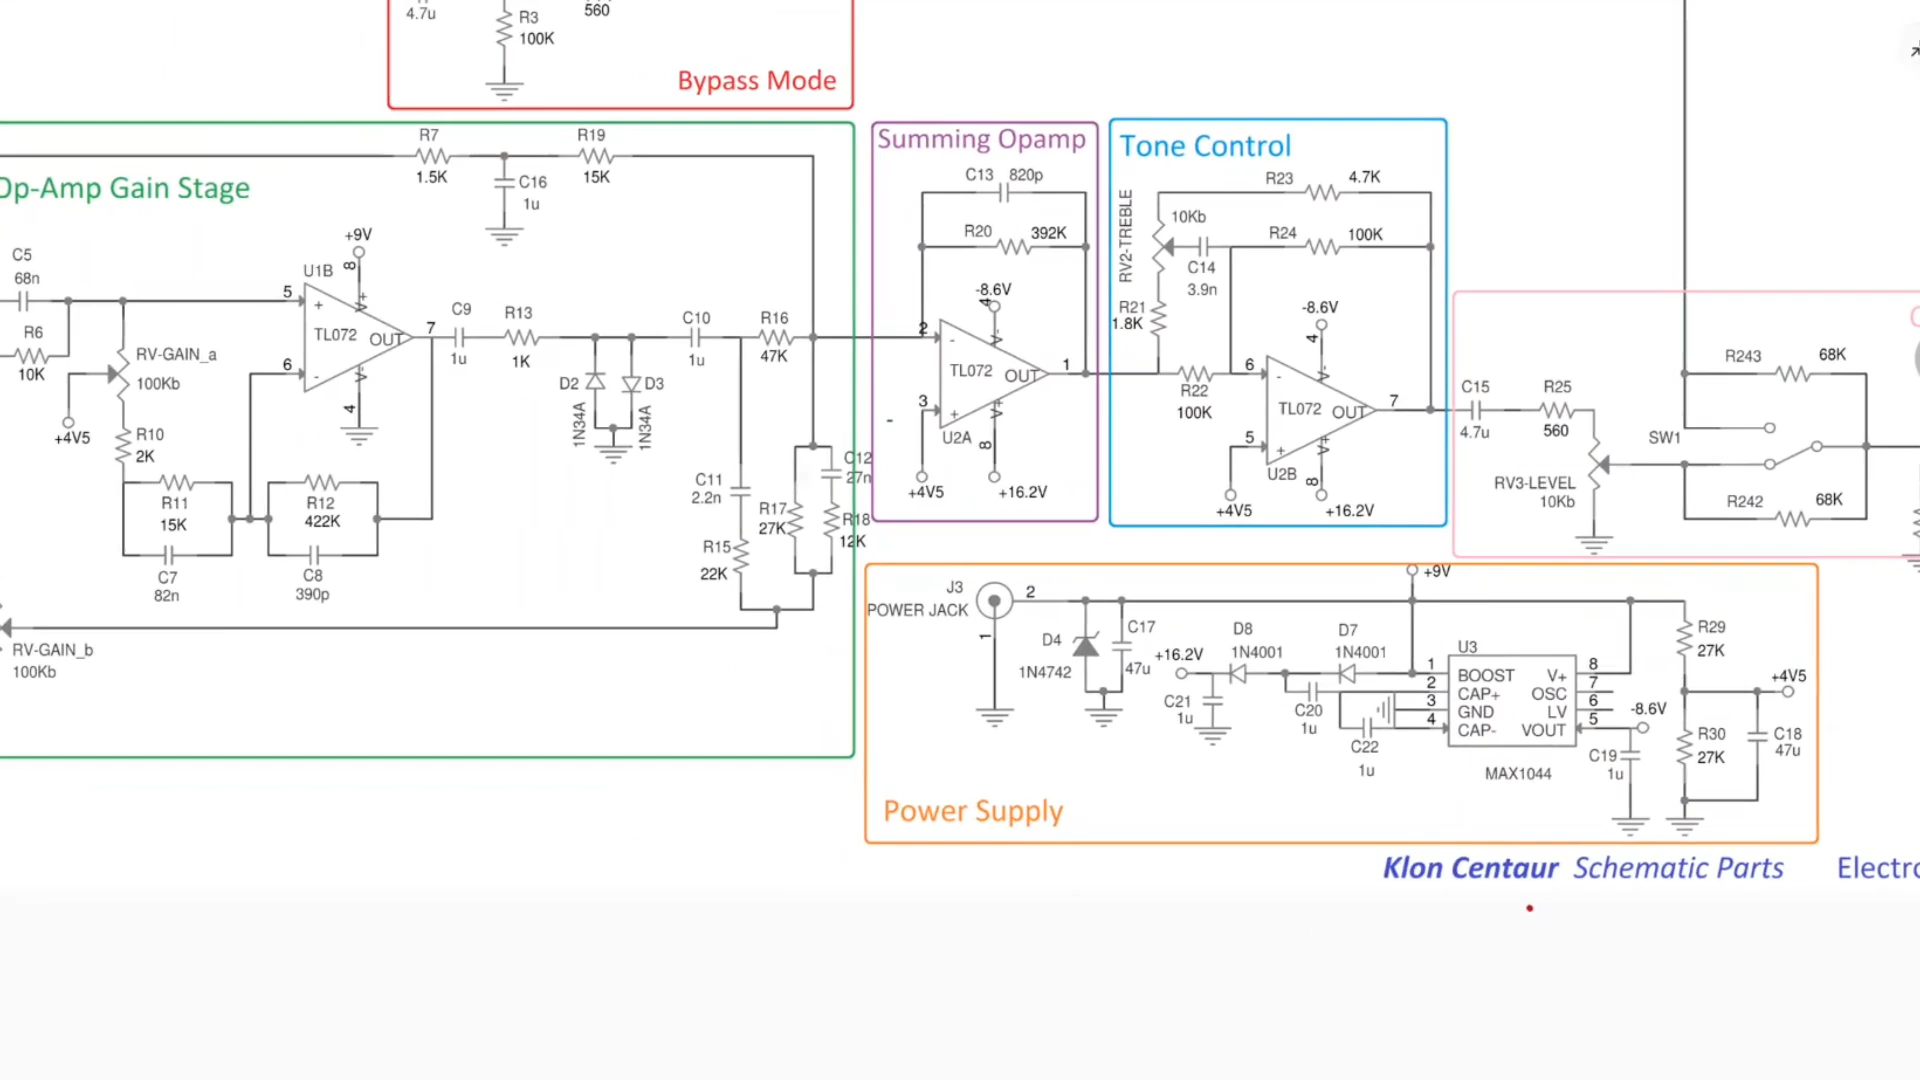 4.7u
R3
100K
560
Bypass Mode
Op-Amp Gain Stage
R7
1.5K
R19
15K
C16
1u
C5
68n
R6
10K
+4V5
RV-GAIN_a
100Kb
R10
2K
R11
15K
C7
82n
R12
422K
C8
390p
+9V
8
V+
U1B
5
+
TL072
OUT
7
6
-
V-
4
C9
1u
R13
1K
D2
1N34A
D3
1N34A
C10
1u
R16
47K
C11
2.2n
R15
22K
R17
27K
C12
27n
R18
12K
RV-GAIN_b
100Kb
Summing Opamp
C13 820p
R20 392K
-8.6V
4
V-
2
-
TL072
OUT
1
3
+
V+
U2A
8
+4V5
+16.2V
-
Tone Control
R23 4.7K
RV2-TREBLE
10Kb
R24 100K
C14
3.9n
R21
1.8K
R22
100K
-8.6V
4
V-
6
-
TL072
OUT
7
5
+
V+
U2B
8
+4V5
+16.2V
C15
4.7u
R25
560
RV3-LEVEL
10Kb
SW1
R243 68K
R242 68K
J3
POWER JACK
2
1
D4
1N4742
C17
47u
+16.2V
C21
1u
D8
1N4001
D7
1N4001
C20
1u
C22
1u
+9V
U3
1 BOOST V+ 8
2 CAP+ OSC 7
3 GND LV 6
4 CAP- VOUT 5
MAX1044
-8.6V
C19
1u
R29
27K
+4V5
R30
27K
C18
47u
Power Supply
Klon Centaur Schematic Parts
Electro